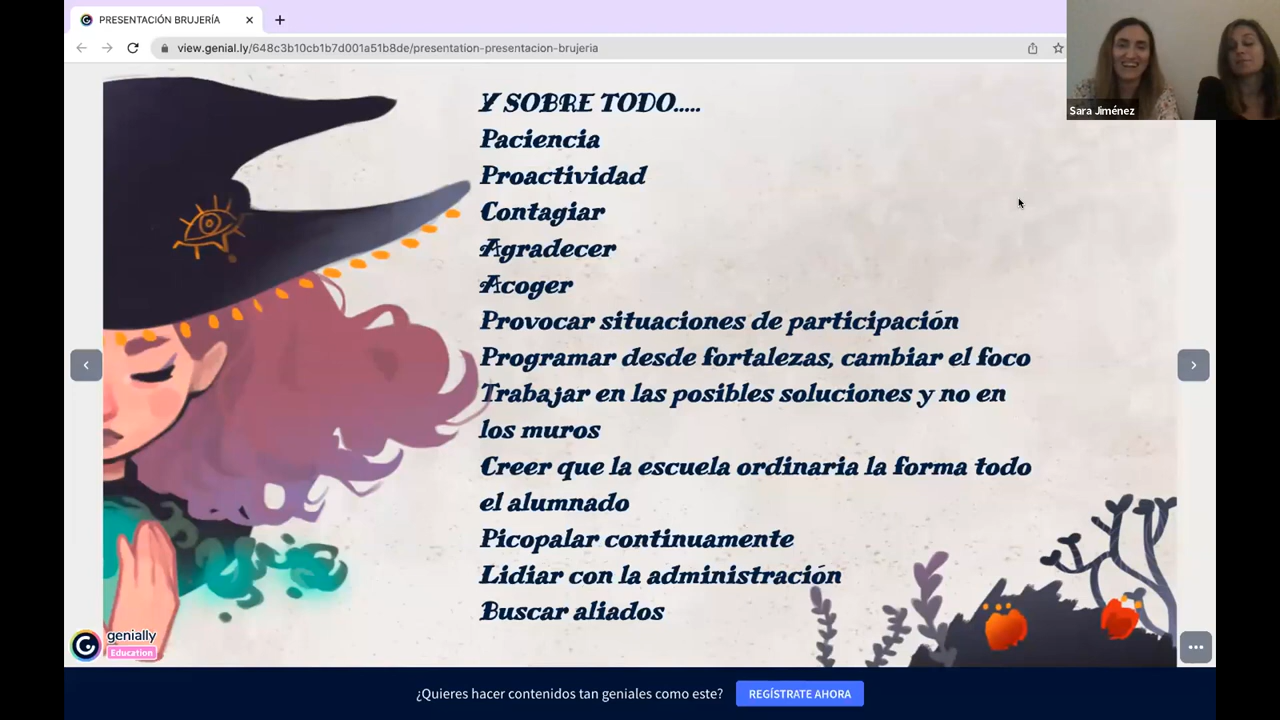 PRESENTACIÓN BRUJERÍA
view.genial.ly/648c3b10cb1b7d001a51b8de/presentation-presentacion-brujeria
Sara Jiménez
Y SOBRE TODO.....
Paciencia
Proactividad
Contagiar
Agradecer
Acoger
Provocar situaciones de participación
Programar desde fortalezas, cambiar el foco
Trabajar en las posibles soluciones y no en
los muros
Creer que la escuela ordinaria la forma todo
el alumnado
Picopalar continuamente
Lidiar con la administración
Buscar aliados
genially
Education
¿Quieres hacer contenidos tan geniales como este?
REGÍSTRATE AHORA